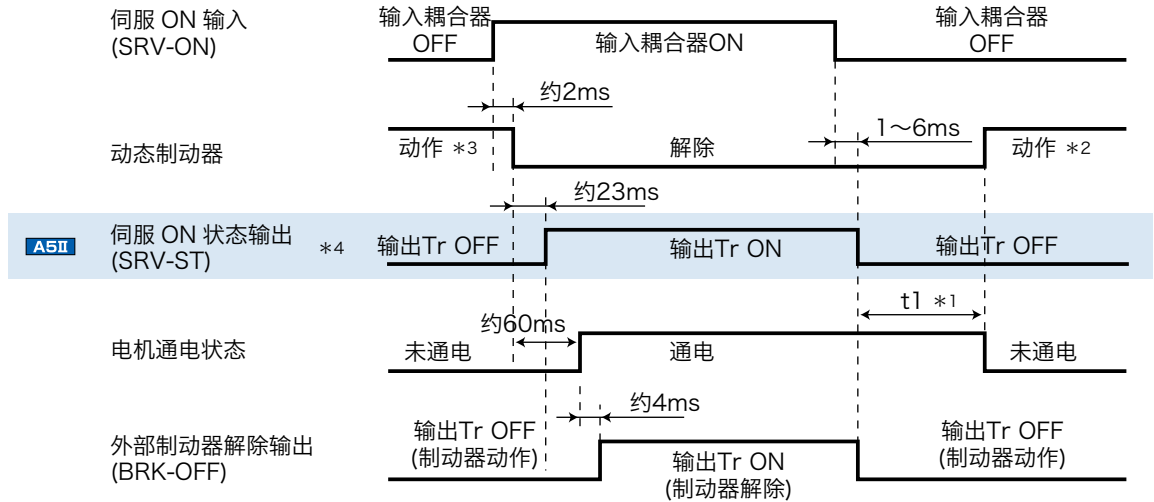 伺服 ON 输入
(SRV-ON)
输入耦合器
OFF
输入耦合器ON
输入耦合器
OFF
约2ms
1～6ms
动态制动器
动作 *3
解除
动作 *2
约23ms
A5II
伺服 ON 状态输出
(SRV-ST)
*4
输出Tr OFF
输出Tr ON
输出Tr OFF
t1 *1
约60ms
电机通电状态
未通电
通电
未通电
约4ms
外部制动器解除输出
(BRK-OFF)
输出Tr OFF
(制动器动作)
输出Tr ON
(制动器解除)
输出Tr OFF
(制动器动作)